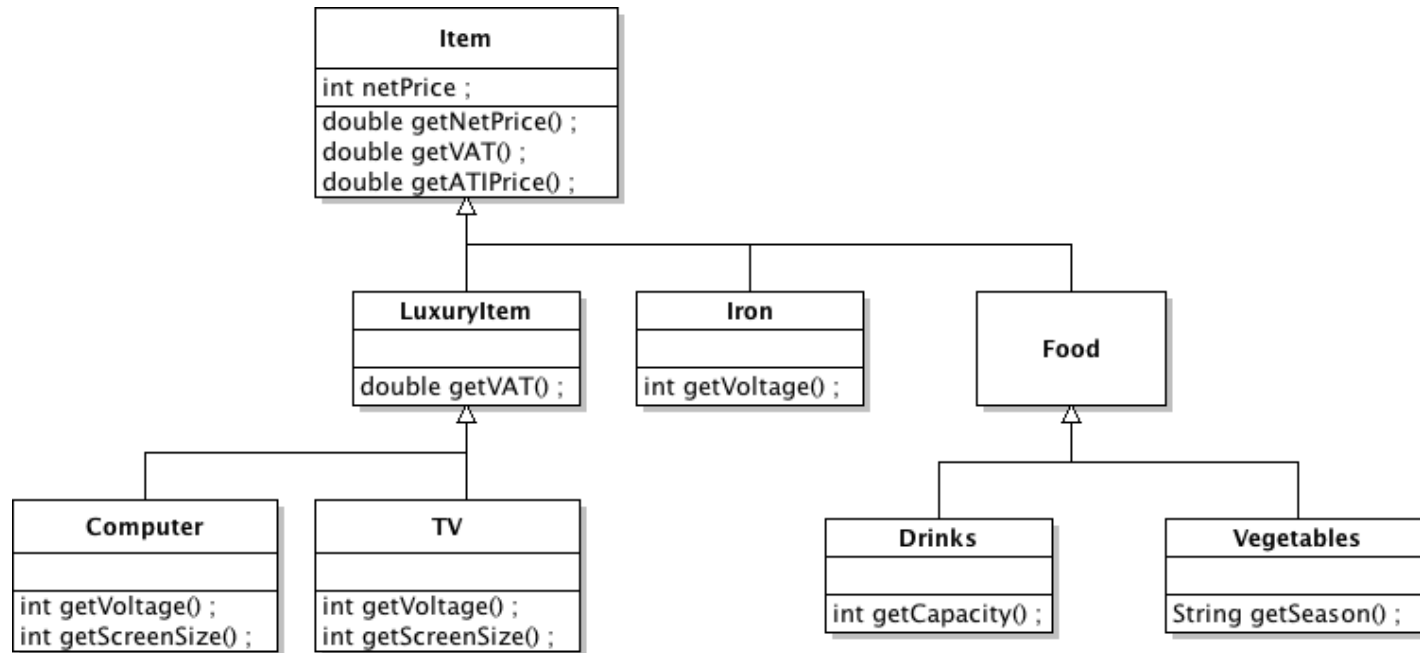 Item
int netPrice ;
double getNetPrice() ;
double getVAT() ;
double getATIPrice() ;
LuxuryItem
double getVAT() ;
Iron
int getVoltage() ;
Food
Computer
int getVoltage() ;
int getScreenSize() ;
TV
int getVoltage() ;
int getScreenSize() ;
Drinks
int getCapacity() ;
Vegetables
String getSeason() ;